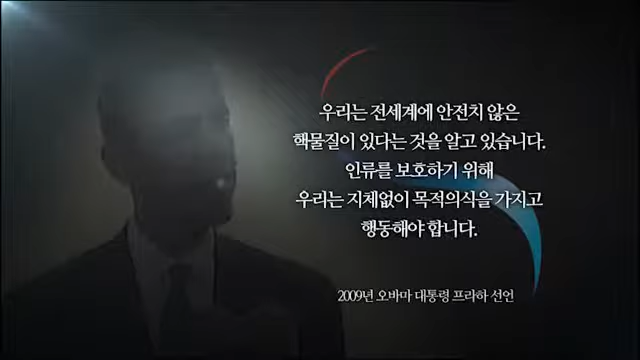 우리는 전세계에 안전치 않은
핵물질이 있다는 것을 알고 있습니다.
인류를 보호하기 위해
우리는 지체없이 목적의식을 가지고
행동해야 합니다.
2009년 오바마 대통령 프라하 선언